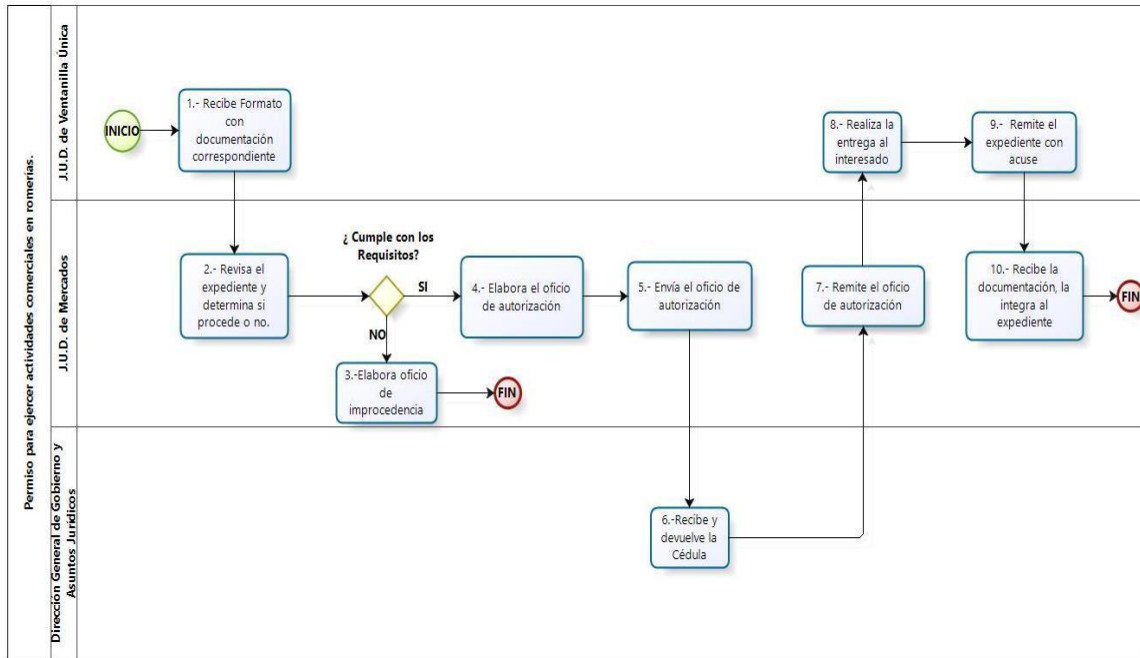 Permiso para ejercer actividades comerciales en romerías.
J.U.D. de Ventanilla Única
INICIO
1.- Recibe Formato
con
documentación
correspondiente
8.- Realiza la
entrega al
interesado
9.- Remite el
expediente con
acuse
J.U.D. de Mercados
2.- Revisa el
expediente y
determina si
procede o no.
¿ Cumple con los
Requisitos?
SI
NO
3.-Elabora oficio
de
improcedencia
FIN
4.- Elabora el oficio
de autorización
5.- Envía el oficio de
autorización
7.- Remite el oficio
de autorización
10.- Recibe la
documentación, la
integra al
expediente
FIN
Dirección General de Gobierno y
Asuntos Jurídicos
6.-Recibe y
devuelve la
Cédula